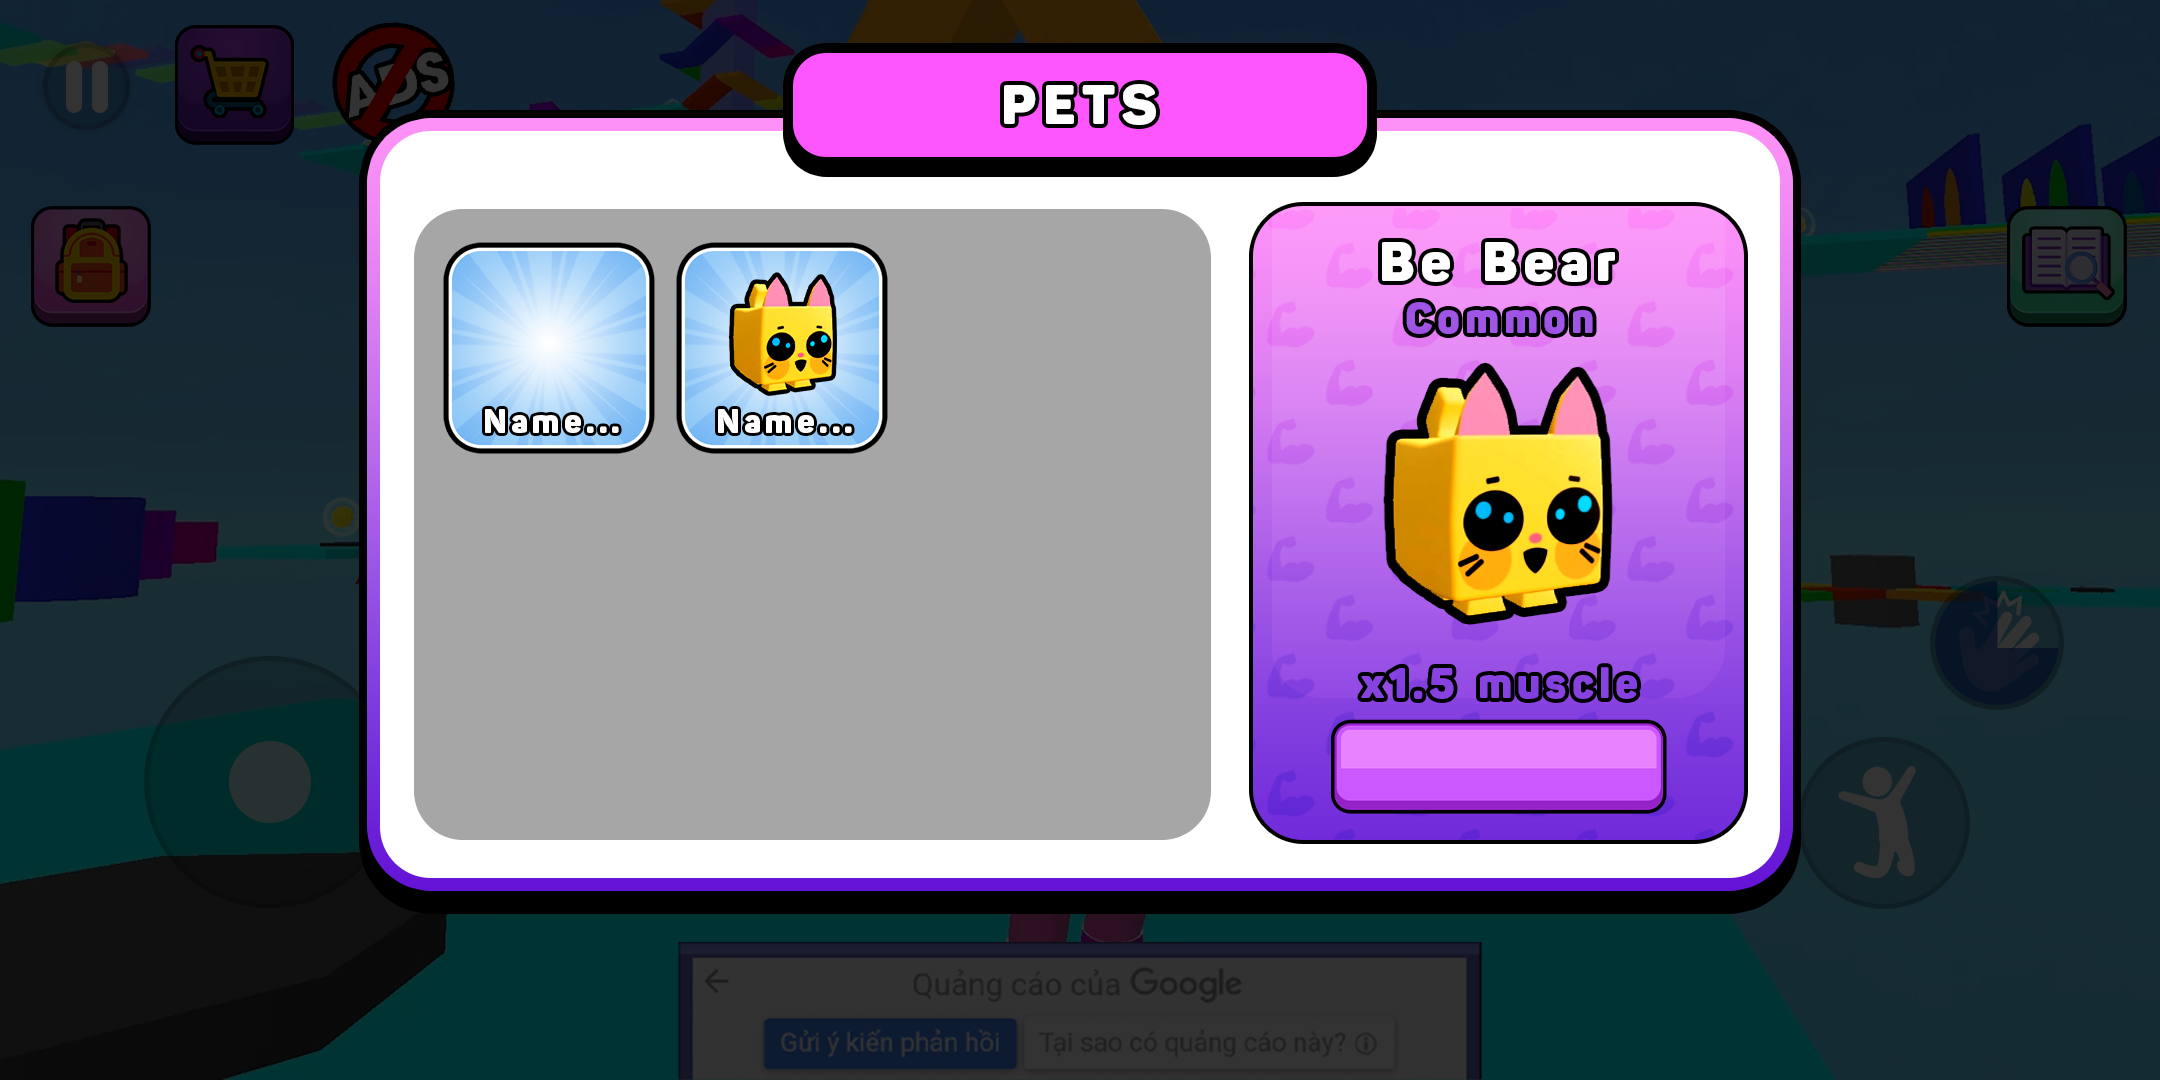 ADS
PETS
Name...
Name...
Be Bear
Common
x1.5 muscle
Quảng cáo của Google
Gửi ý kiến phản hồi
Tại sao có quảng cáo này?